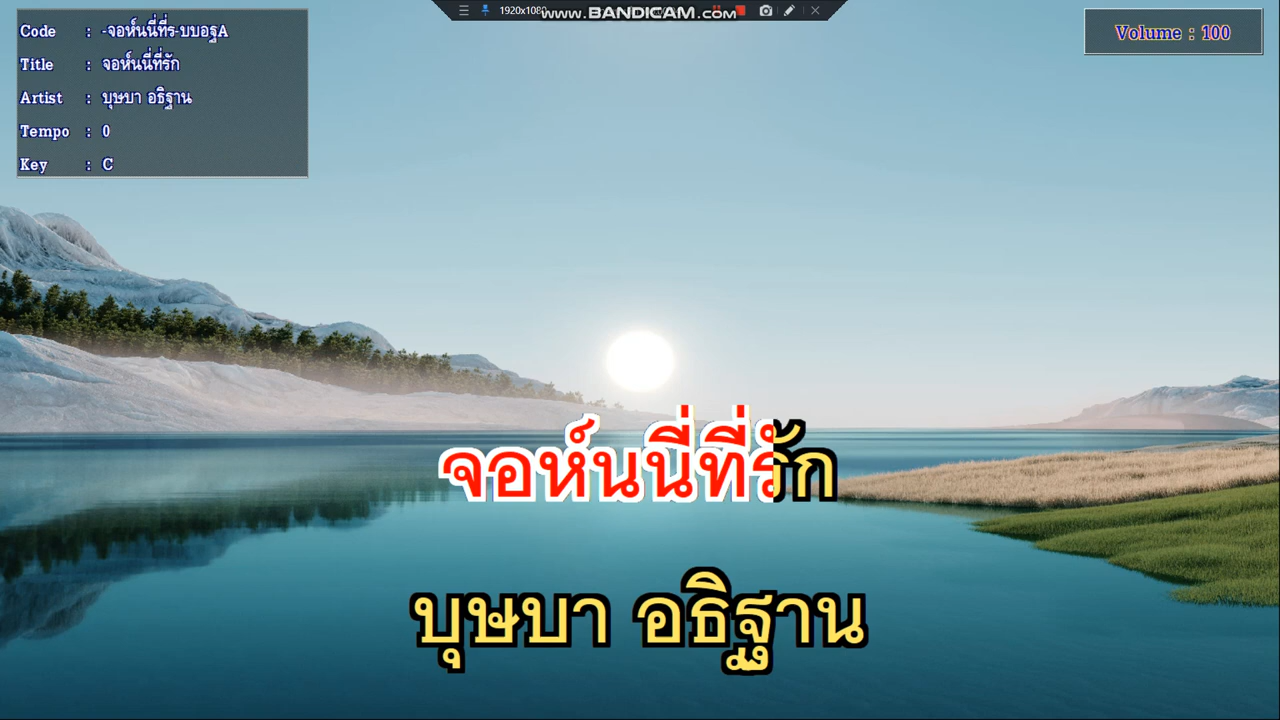 Code : -จอห์นนี่ที่ร-บบอฐA
Title : จอห์นนี่ที่รัก
Artist : บุษบา อธิฐาน
Tempo : 0
Key : C
www.BANDICAM.com
Volume : 100
จอห์นนี่ที่รัก
บุษบา อธิฐาน